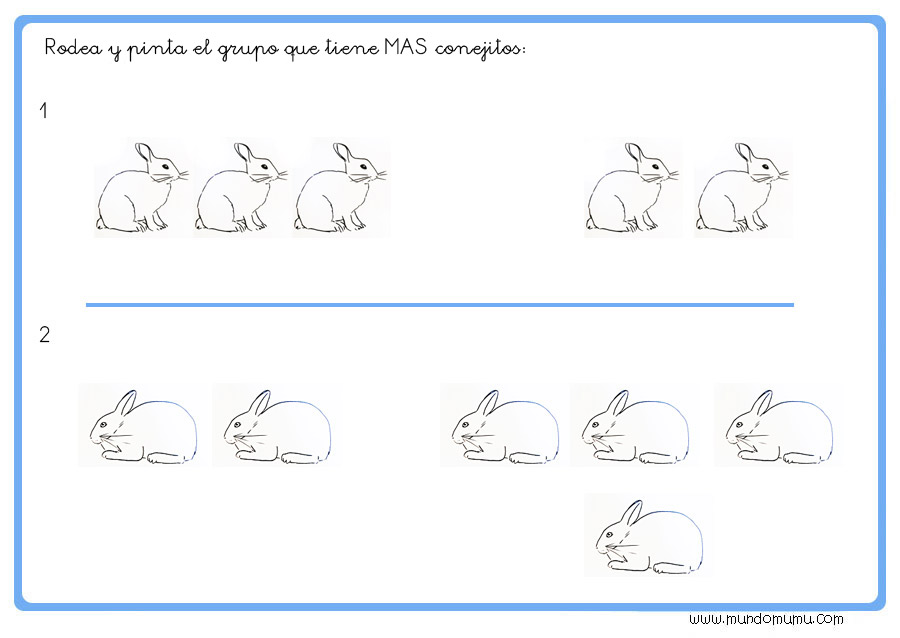 Rodea y pinta el grupo que tiene MAS conejitos:
1
2
www.mundomumu.com